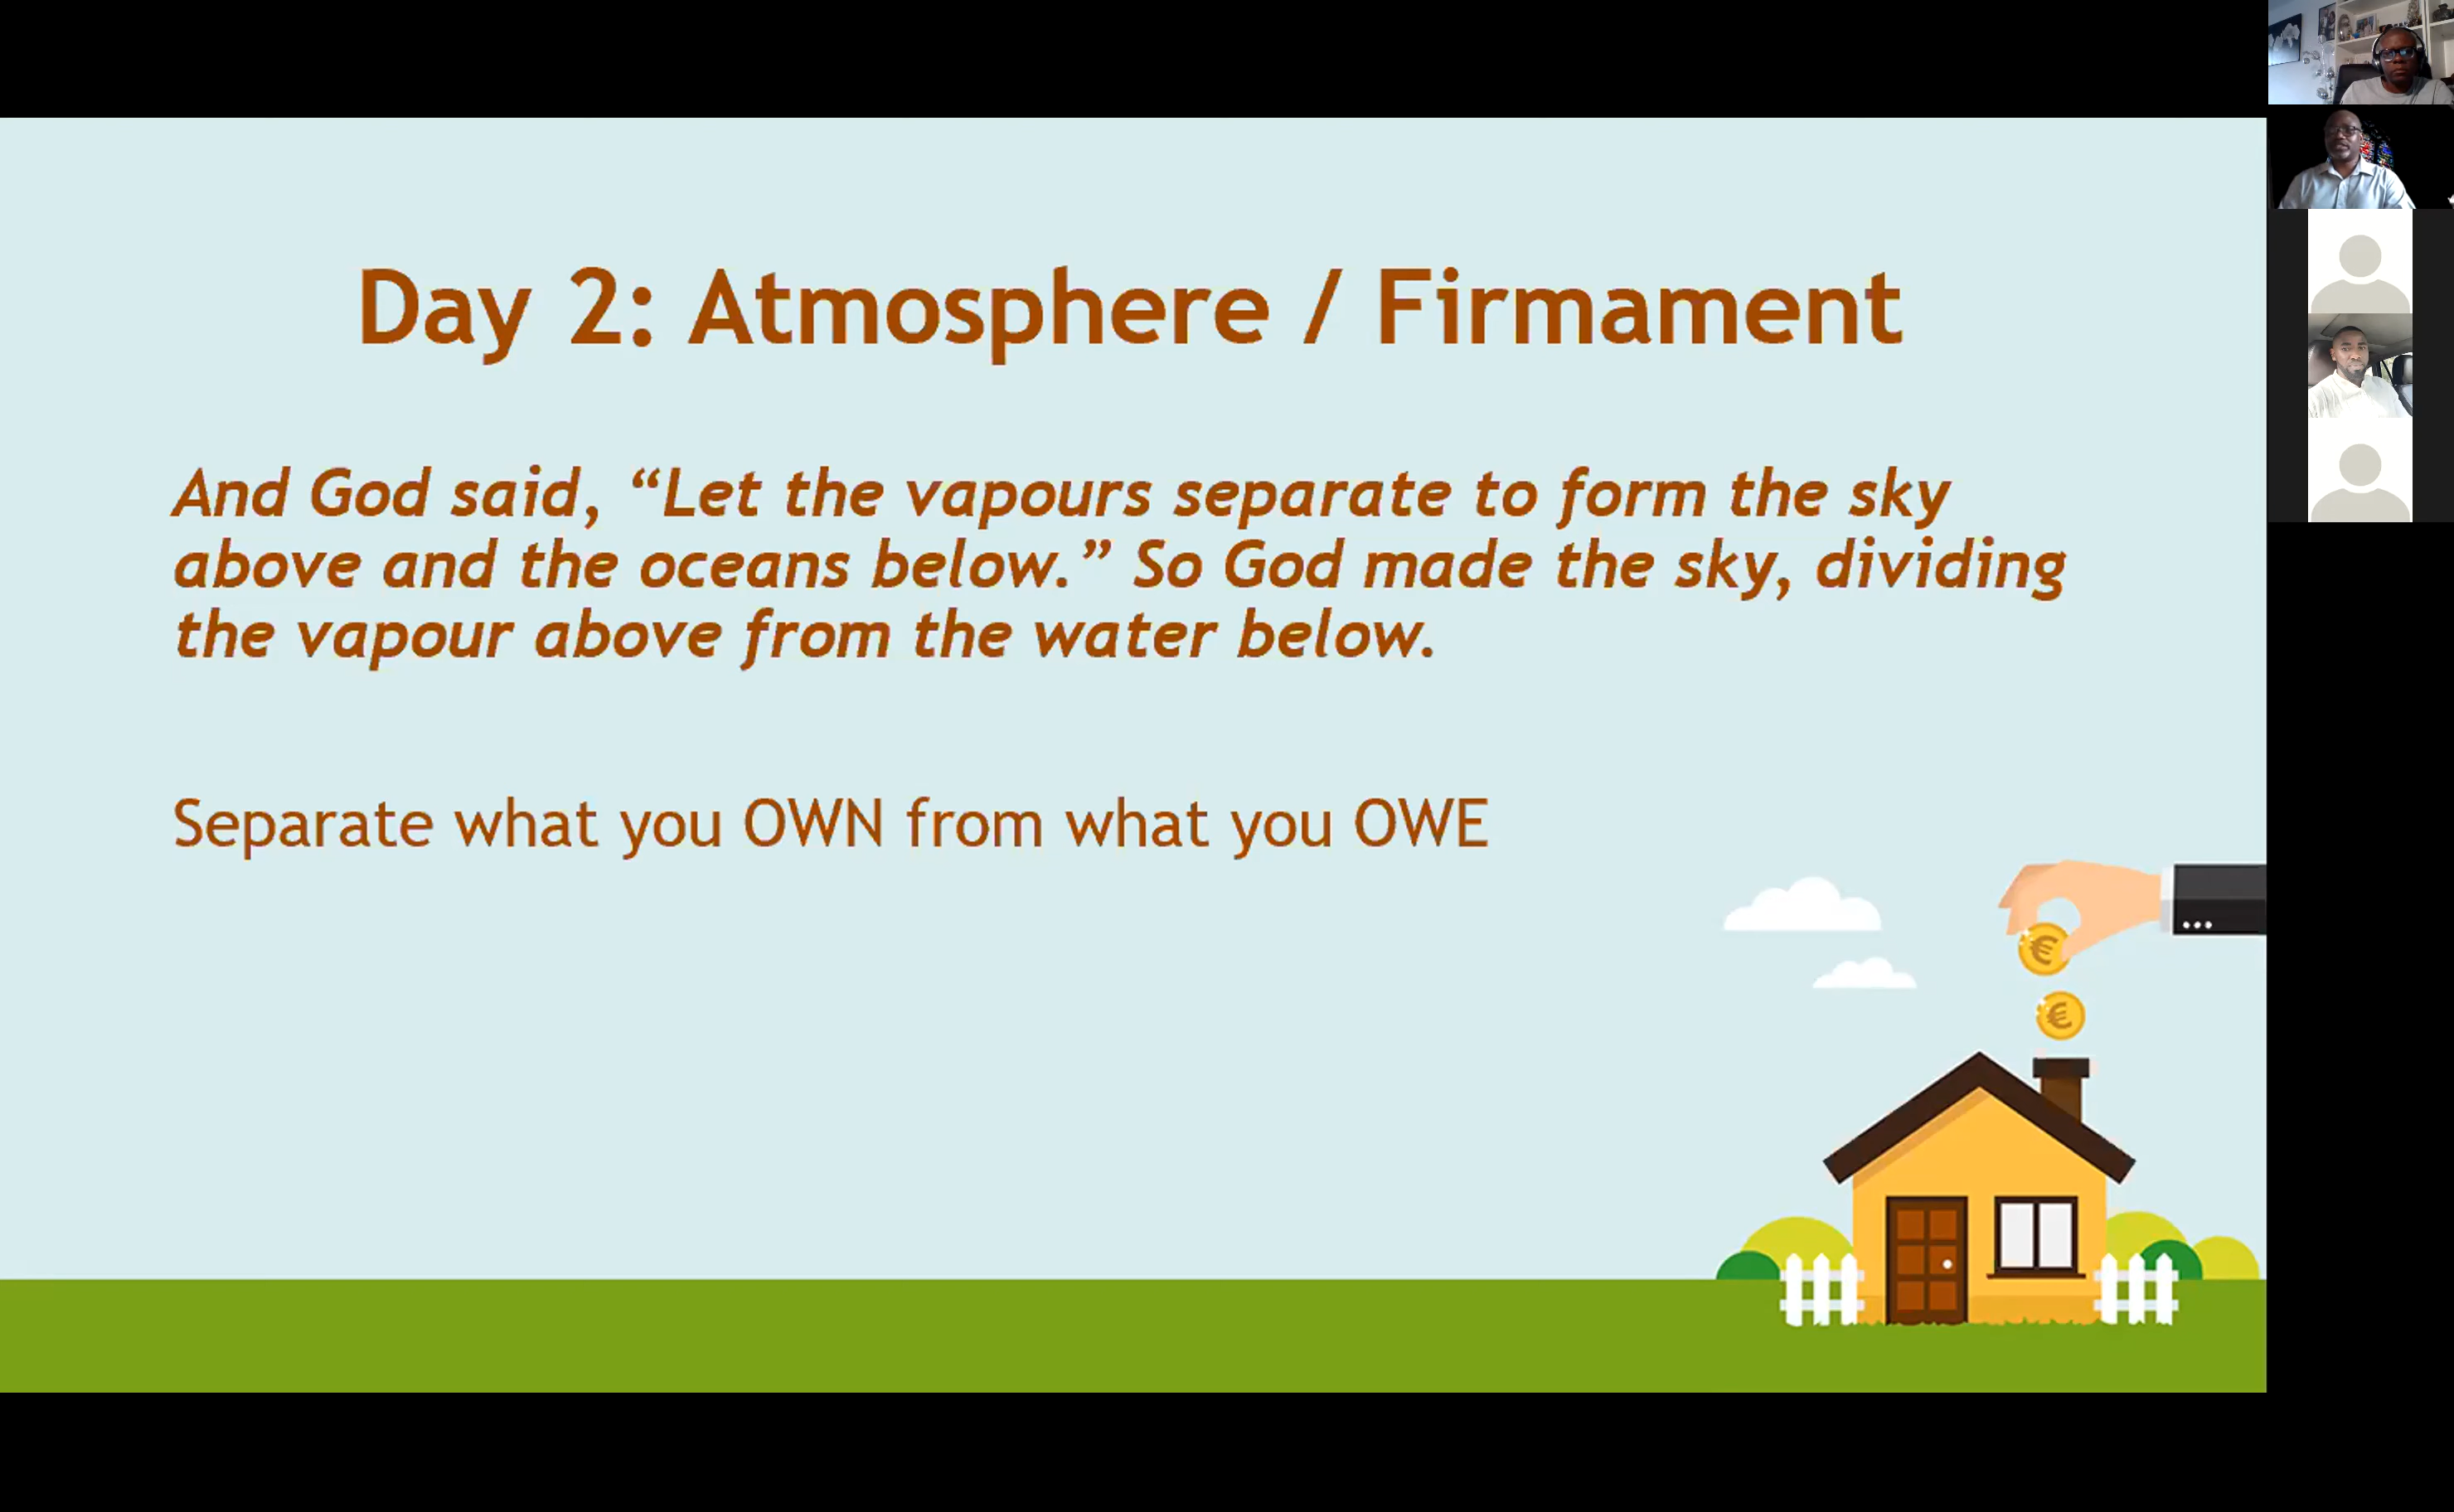 Day 2: Atmosphere / Firmament
And God said, “Let the vapours separate to form the sky
above and the oceans below.” So God made the sky, dividing
the vapour above from the water below.
Separate what you OWN from what you OWE
€
€